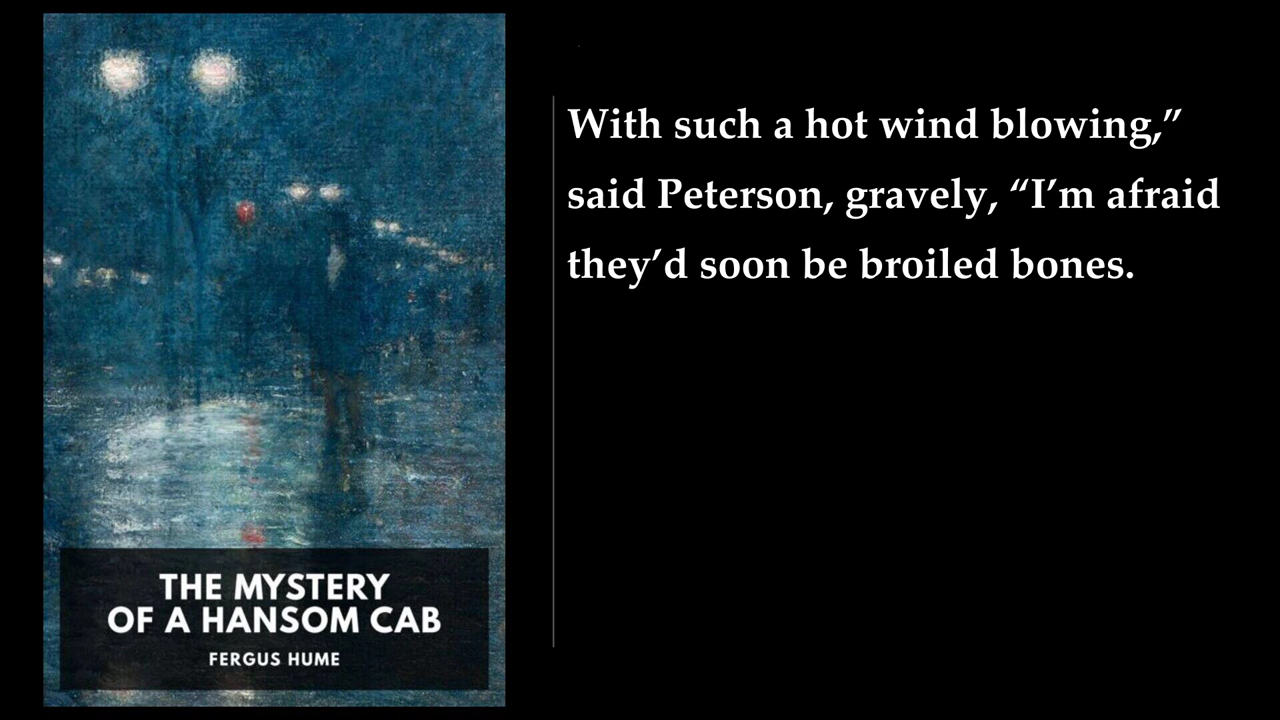 THE MYSTERY
OF A HANSOM CAB
FERGUS HUME
With such a hot wind blowing,”
said Peterson, gravely, “I’m afraid
they’d soon be broiled bones.